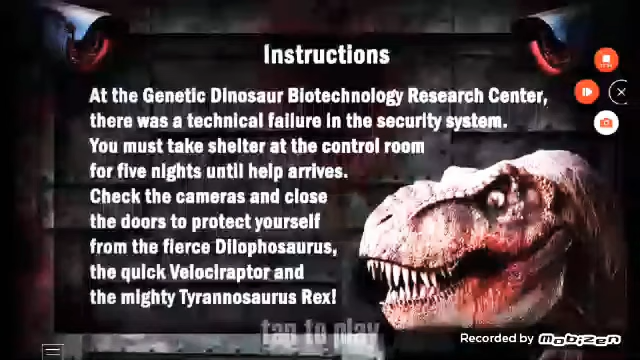 Instructions
At the Genetic Dinosaur Biotechnology Research Center,
there was a technical failure in the security system.
You must take shelter at the control room
for five nights until help arrives.
Check the cameras and close
the doors to protect yourself
from the fierce Dilophosaurus,
the quick Velociraptor and
the mighty Tyrannosaurus Rex!
tap to play
Recorded by mobizen